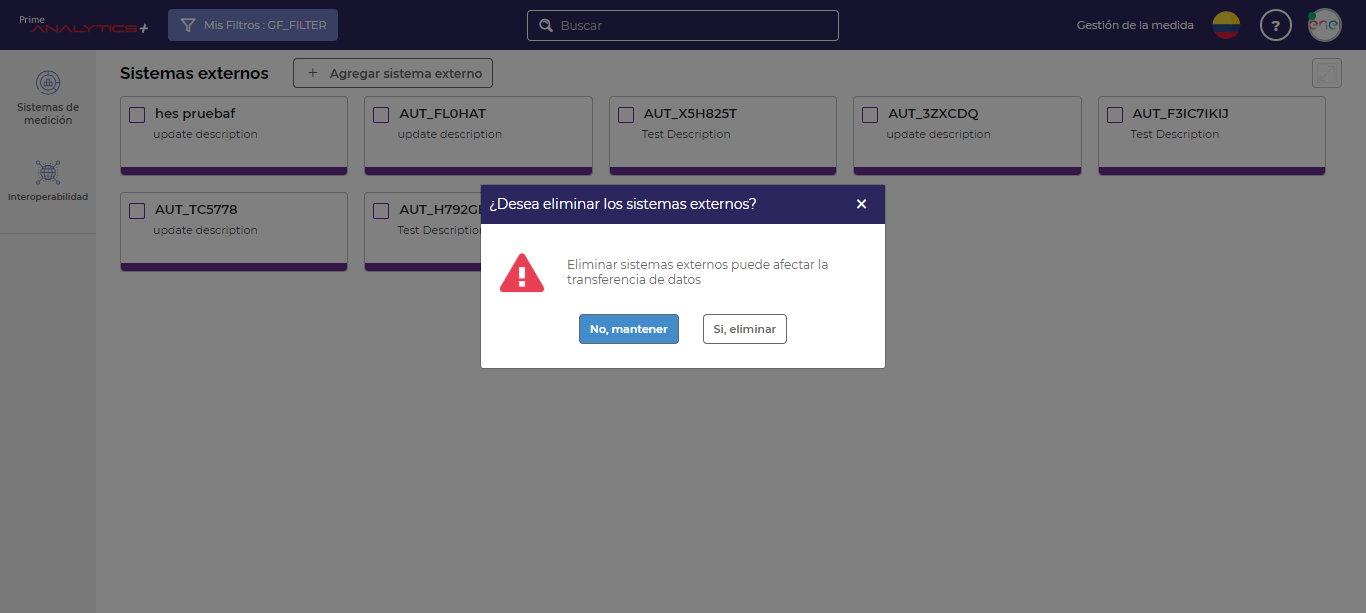 Prime
ANALYTICS+
Mis Filtros : GF_FILTER
Buscar
Gestión de la medida
?
ene
Sistemas externos
+ Agregar sistema externo
Sistemas de
medición
Interoperabilidad
hes pruebaf
update description
AUT_FL0HAT
update description
AUT_X5H825T
Test Description
AUT_3ZXCDQ
update description
AUT_F3IC7IKIJ
Test Description
AUT_TC5778
update description
AUT_H792G
Test Description
¿Desea eliminar los sistemas externos?
Eliminar sistemas externos puede afectar la
transferencia de datos
No, mantener
Si, eliminar